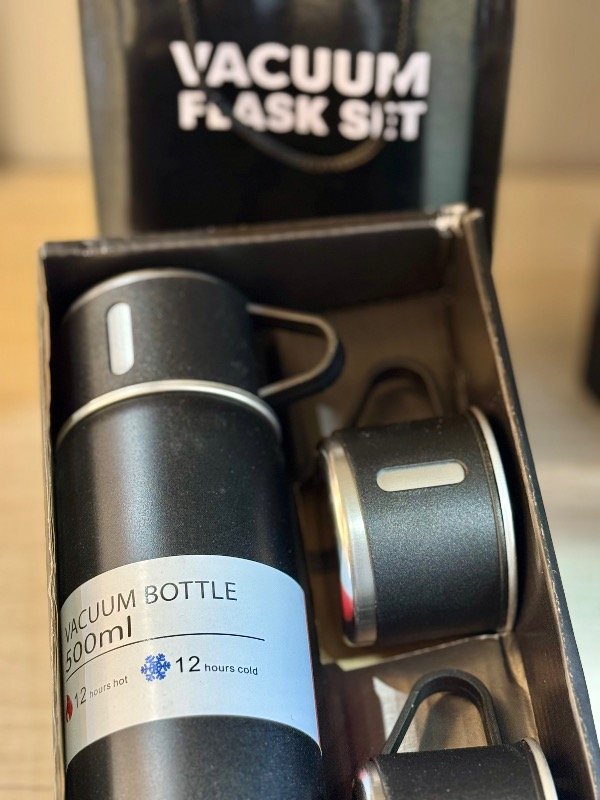 VACUUM
FLASK SET
VACUUM BOTTLE
500ml
12 hours hot
12 hours cold